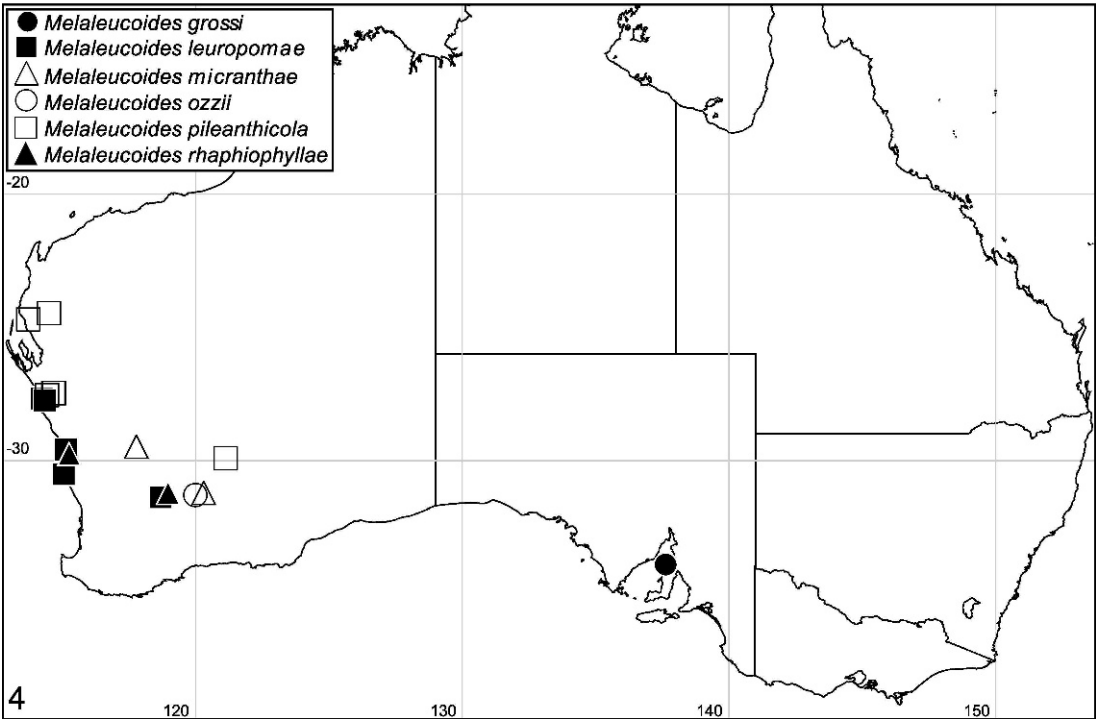 Melaleucoides grossi
Melaleucoides leuropomae
Melaleucoides micranthae
Melaleucoides ozzii
Melaleucoides pileanthicola
Melaleucoides rhaphiophyllae
-20
-30
4
120
130
140
150